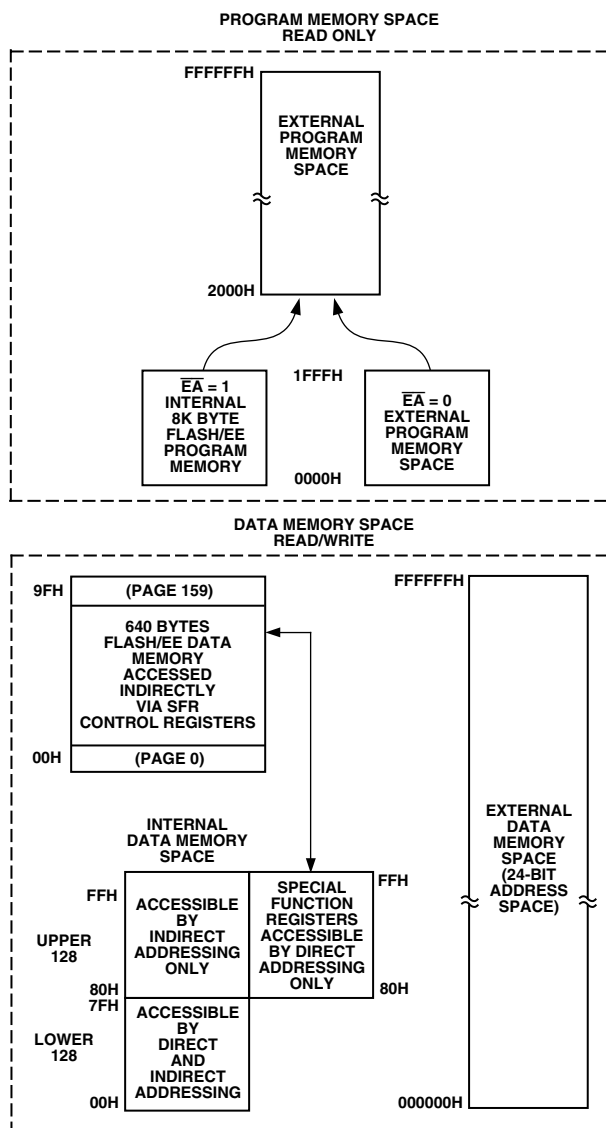 PROGRAM MEMORY SPACE
READ ONLY
FFFFFFH
EXTERNAL
PROGRAM
MEMORY
SPACE
2000H
EA = 1
INTERNAL
8K BYTE
FLASH/EE
PROGRAM
MEMORY
1FFFH
0000H
EA = 0
EXTERNAL
PROGRAM
MEMORY
SPACE
DATA MEMORY SPACE
READ/WRITE
9FH
(PAGE 159)
640 BYTES
FLASH/EE DATA
MEMORY
ACCESSED
INDIRECTLY
VIA SFR
CONTROL REGISTERS
00H
(PAGE 0)
INTERNAL
DATA MEMORY
SPACE
FFH
UPPER
128
80H
ACCESSIBLE
BY
INDIRECT
ADDRESSING
ONLY
SPECIAL
FUNCTION
REGISTERS
ACCESSIBLE
BY DIRECT
ADDRESSING
ONLY
FFH
80H
7FH
LOWER
128
00H
ACCESSIBLE
BY
DIRECT
AND
INDIRECT
ADDRESSING
FFFFFFH
EXTERNAL
DATA
MEMORY
SPACE
(24-BIT
ADDRESS
SPACE)
000000H